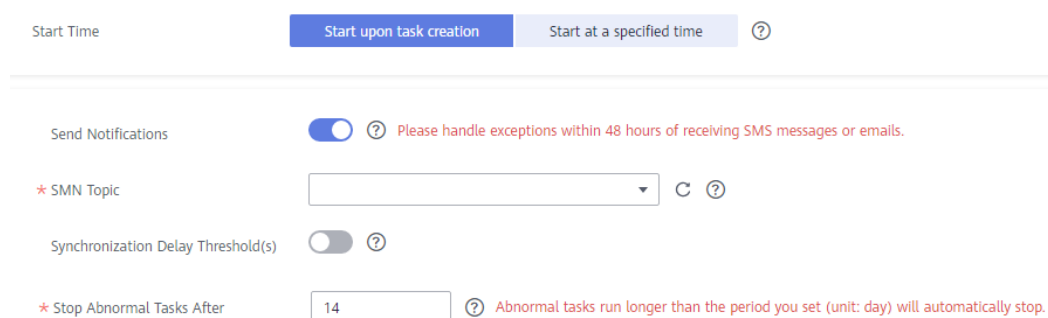 Start Time Start upon task creation Start at a specified time ?
Send Notifications ? Please handle exceptions within 48 hours of receiving SMS messages or emails.
* SMN Topic ?
Synchronization Delay Threshold(s) ?
* Stop Abnormal Tasks After 14 ? Abnormal tasks run longer than the period you set (unit: day) will automatically stop.